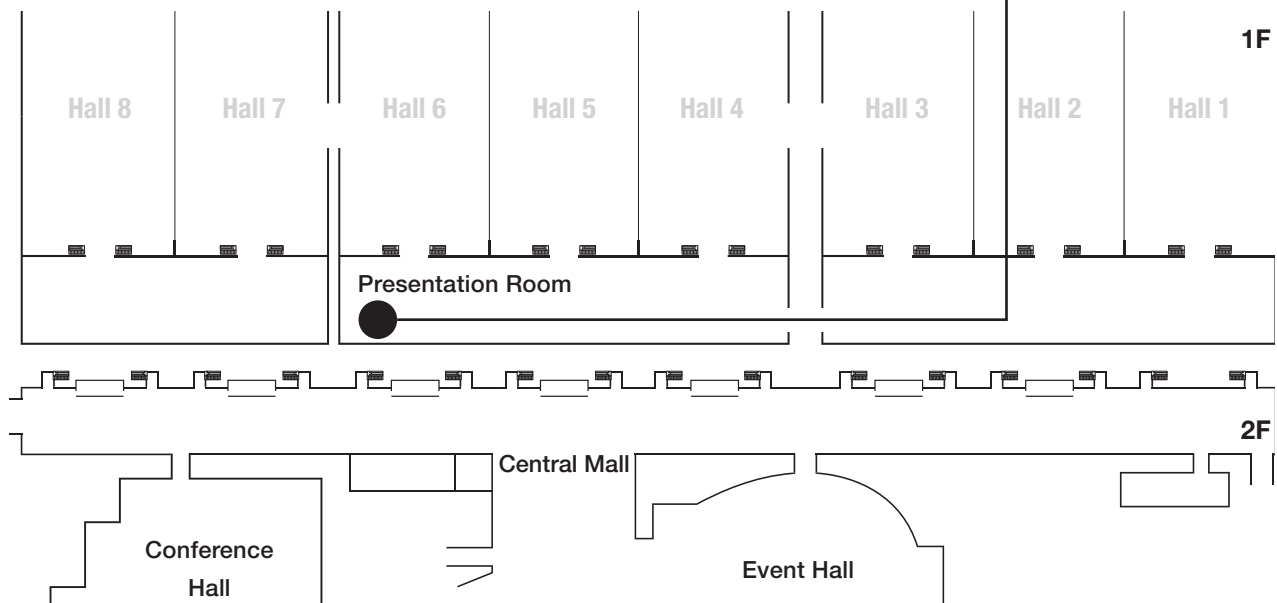 1F
Hall 8
Hall 7
Hall 6
Hall 5
Hall 4
Hall 3
Hall 2
Hall 1
Presentation Room
2F
Central Mall
Conference
Hall
Event Hall